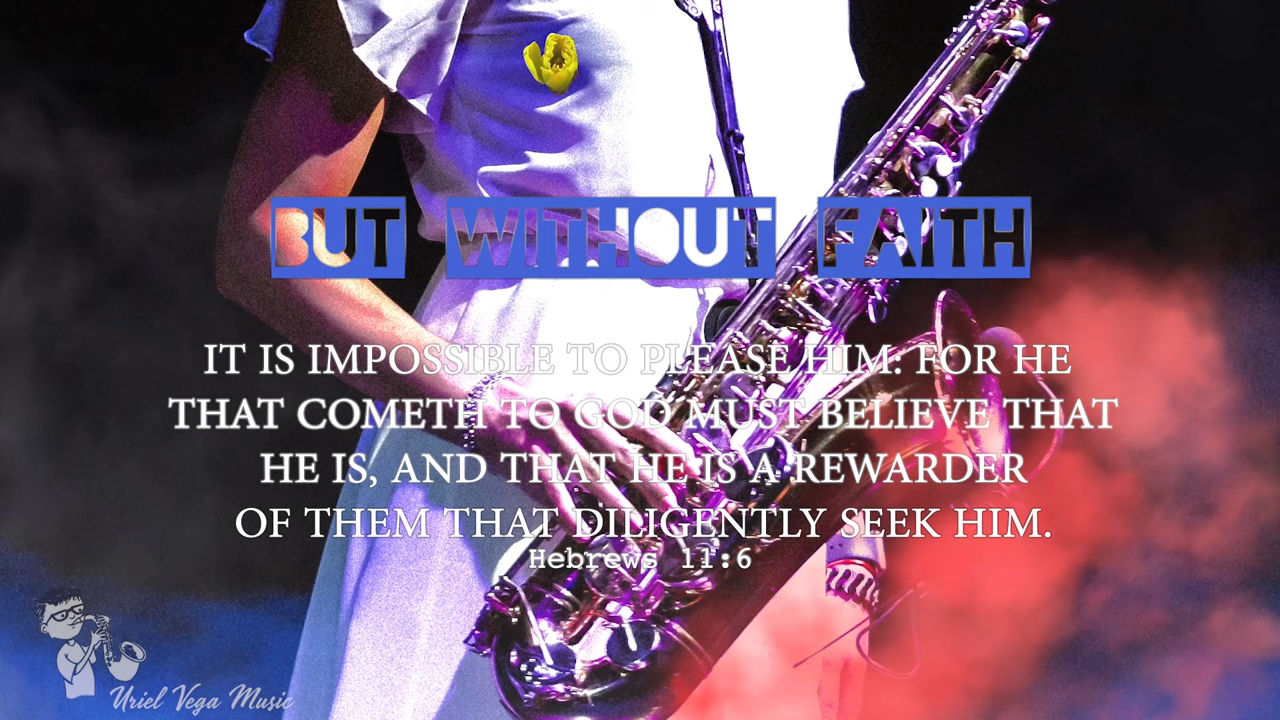 BUT WITHOUT FAITH
IT IS IMPOSSIBLE TO PLEASE HIM: FOR HE
THAT COMETH TO GOD MUST BELIEVE THAT
HE IS, AND THAT HE IS A REWARDER
OF THEM THAT DILIGENTLY SEEK HIM.
Hebrews 11:6
Uriel Vega Music